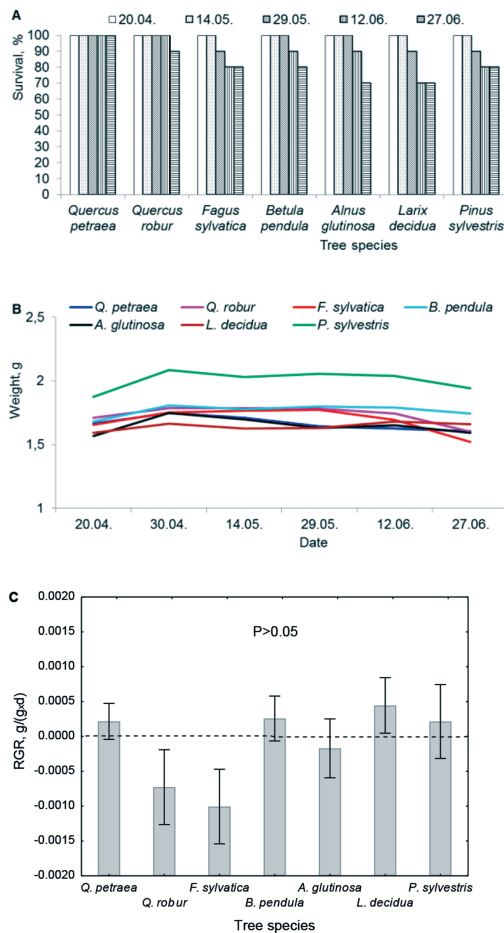 A
20.04. 14.05. 29.05. 12.06. 27.06.
Survival, %
100
90
80
70
60
50
40
30
20
10
0
Quercus petraea
Quercus robur
Fagus sylvatica
Betula pendula
Alnus glutinosa
Larix decidua
Pinus sylvestris
Tree species
B
Q. petraea Q. robur F. sylvatica B. pendula
A. glutinosa L. decidua P. sylvestris
Weight, g
2,5
2
1,5
1
20.04. 30.04. 14.05. 29.05. 12.06. 27.06.
Date
C
RGR, g/(g×d)
0.0020
0.0015
0.0010
0.0005
0.0000
-0.0005
-0.0010
-0.0015
-0.0020
P>0.05
Q. petraea F. sylvatica A. glutinosa P. sylvestris
Q. robur B. pendula L. decidua
Tree species